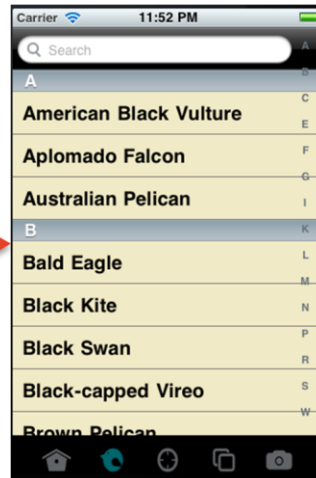 Carrier 11:52 PM
Search
A
American Black Vulture
Aplomado Falcon
Australian Pelican
B
Bald Eagle
Black Kite
Black Swan
Black-capped Vireo
Brown Pelican
A
B
C
E
F
G
I
K
L
M
N
P
R
S
W